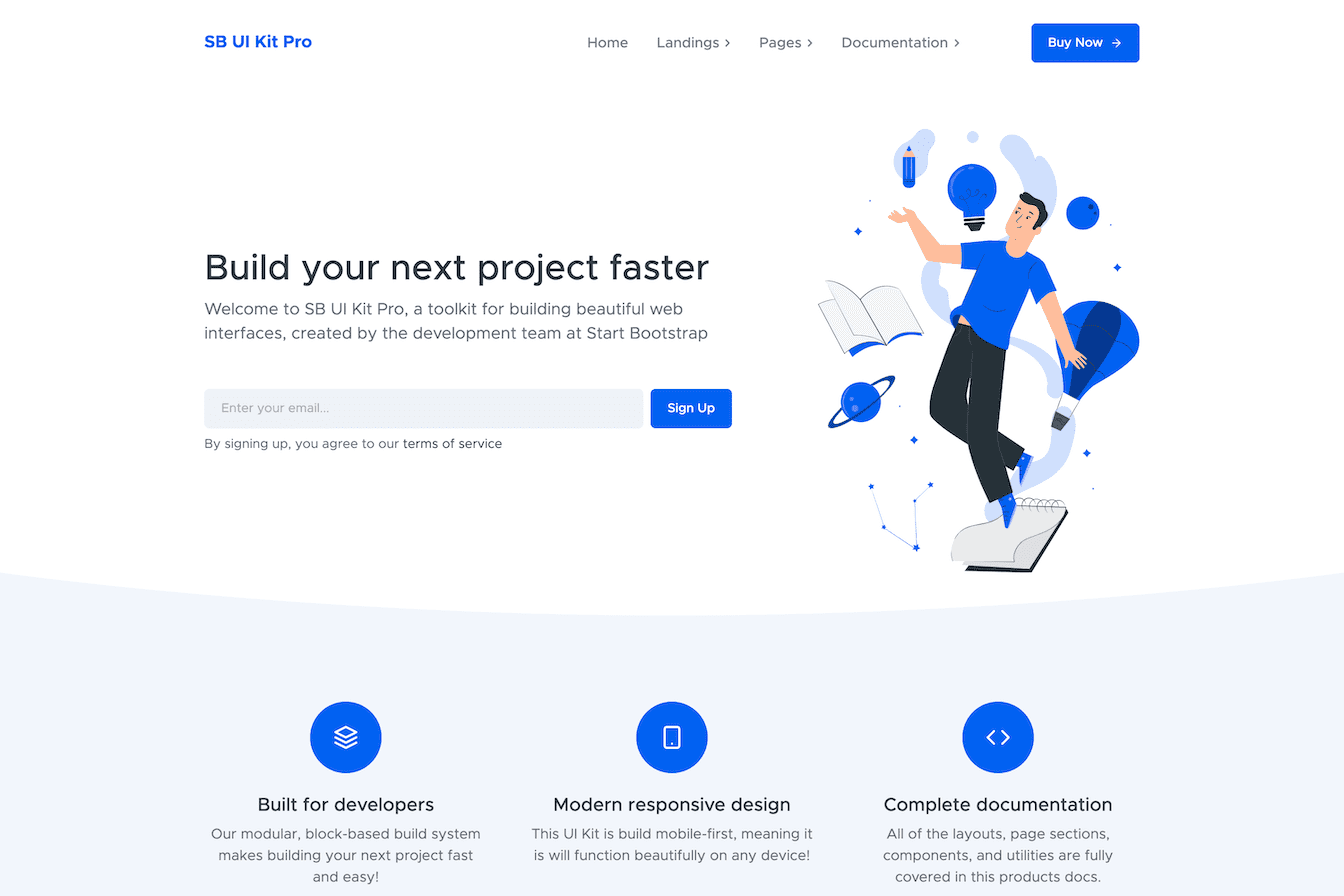 SB UI Kit Pro
Home
Landings
Pages
Documentation
Buy Now
Build your next project faster
Welcome to SB UI Kit Pro, a toolkit for building beautiful web
interfaces, created by the development team at Start Bootstrap
Enter your email...
Sign Up
By signing up, you agree to our terms of service
Built for developers
Our modular, block-based build system
makes building your next project fast
and easy!
Modern responsive design
This UI Kit is build mobile-first, meaning it
is will function beautifully on any device!
Complete documentation
All of the layouts, page sections,
components, and utilities are fully
covered in this products docs.